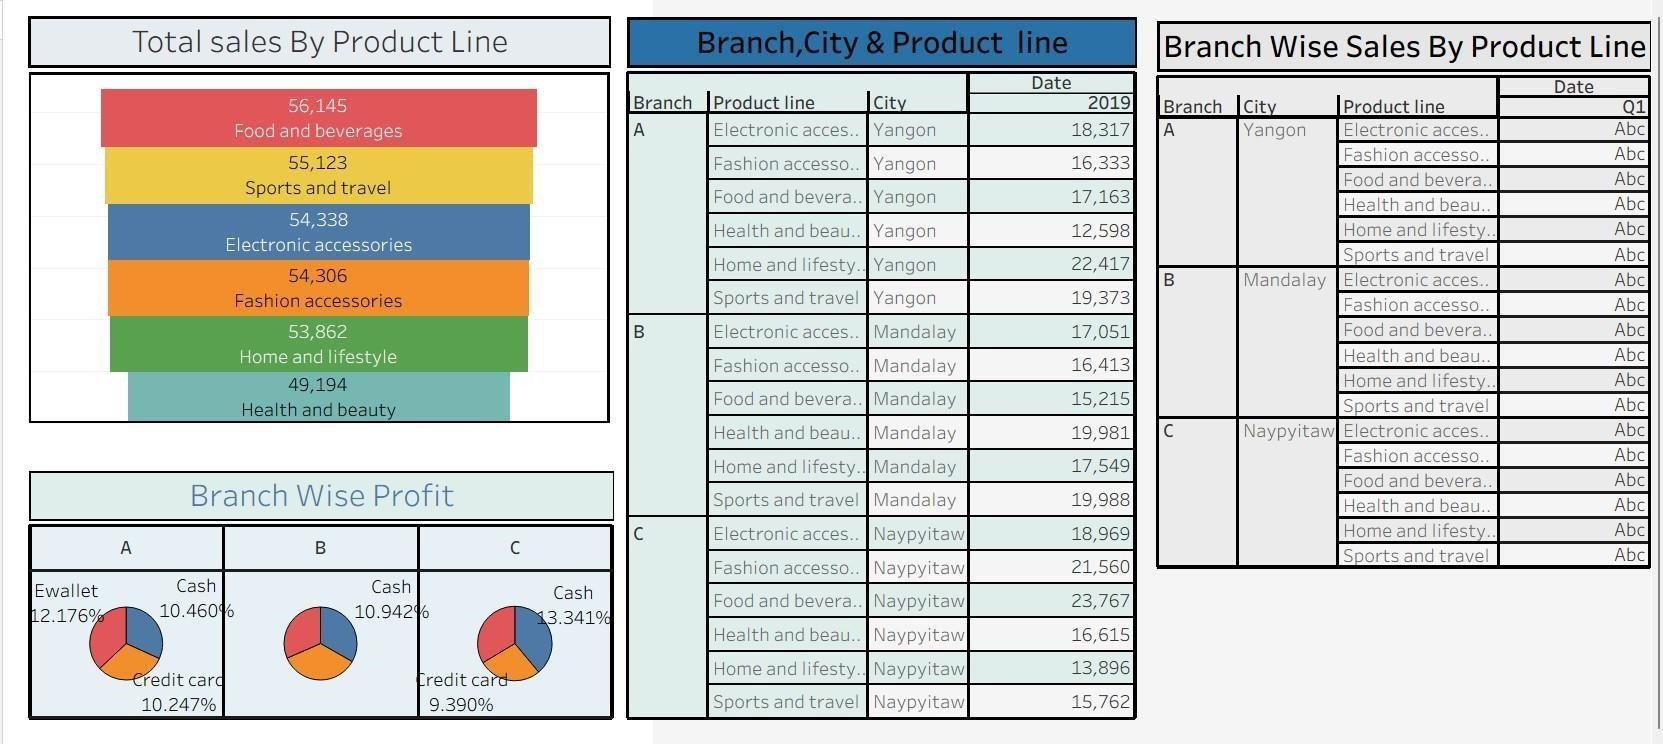 Total sales By Product Line
56,145
Food and beverages
55,123
Sports and travel
54,338
Electronic accessories
54,306
Fashion accessories
53,862
Home and lifestyle
49,194
Health and beauty
Branch Wise Profit
A B C
Ewallet
12.176%
Cash
10.460%
Credit card
10.247%
Cash
10.942%
Cash
13.341%
Credit card
9.390%
Branch,City & Product line
Date
Branch Product line City 2019
A Electronic acces.. Yangon 18,317
Fashion accesso.. Yangon 16,333
Food and bevera.. Yangon 17,163
Health and beau.. Yangon 12,598
Home and lifesty.. Yangon 22,417
Sports and travel Yangon 19,373
B Electronic acces.. Mandalay 17,051
Fashion accesso.. Mandalay 16,413
Food and bevera.. Mandalay 15,215
Health and beau.. Mandalay 19,981
Home and lifesty.. Mandalay 17,549
Sports and travel Mandalay 19,988
C Electronic acces.. Naypyitaw 18,969
Fashion accesso.. Naypyitaw 21,560
Food and bevera.. Naypyitaw 23,767
Health and beau.. Naypyitaw 16,615
Home and lifesty.. Naypyitaw 13,896
Sports and travel Naypyitaw 15,762
Branch Wise Sales By Product Line
Date
Branch City Product line Q1
A Yangon Electronic acces.. Abc
Fashion accesso.. Abc
Food and bevera.. Abc
Health and beau.. Abc
Home and lifesty.. Abc
Sports and travel Abc
B Mandalay Electronic acces.. Abc
Fashion accesso.. Abc
Food and bevera.. Abc
Health and beau.. Abc
Home and lifesty.. Abc
Sports and travel Abc
C Naypyitaw Electronic acces.. Abc
Fashion accesso.. Abc
Food and bevera.. Abc
Health and beau.. Abc
Home and lifesty.. Abc
Sports and travel Abc